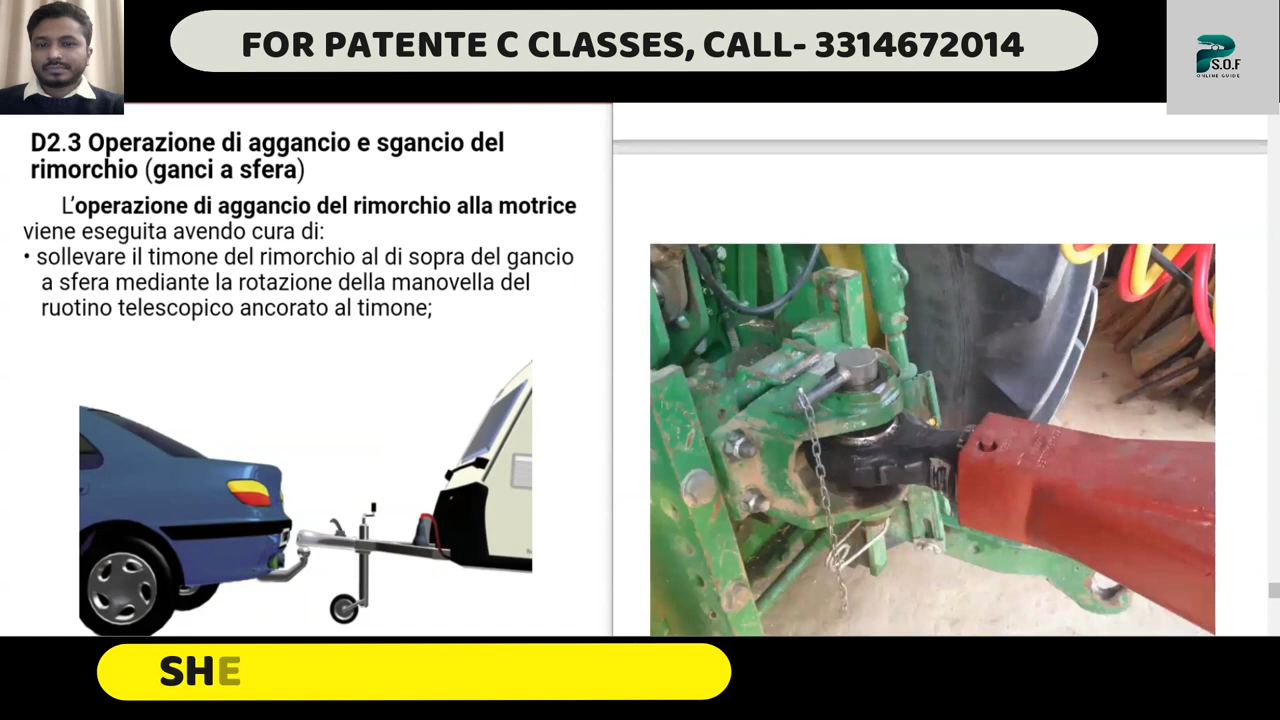 FOR PATENTE C CLASSES, CALL- 3314672014
S.O.F
ONLINE GUIDE
D2.3 Operazione di aggancio e sgancio del
rimorchio (ganci a sfera)
L'operazione di aggancio del rimorchio alla motrice
viene eseguita avendo cura di:
• sollevare il timone del rimorchio al di sopra del gancio
a sfera mediante la rotazione della manovella del
ruotino telescopico ancorato al timone;
SHE